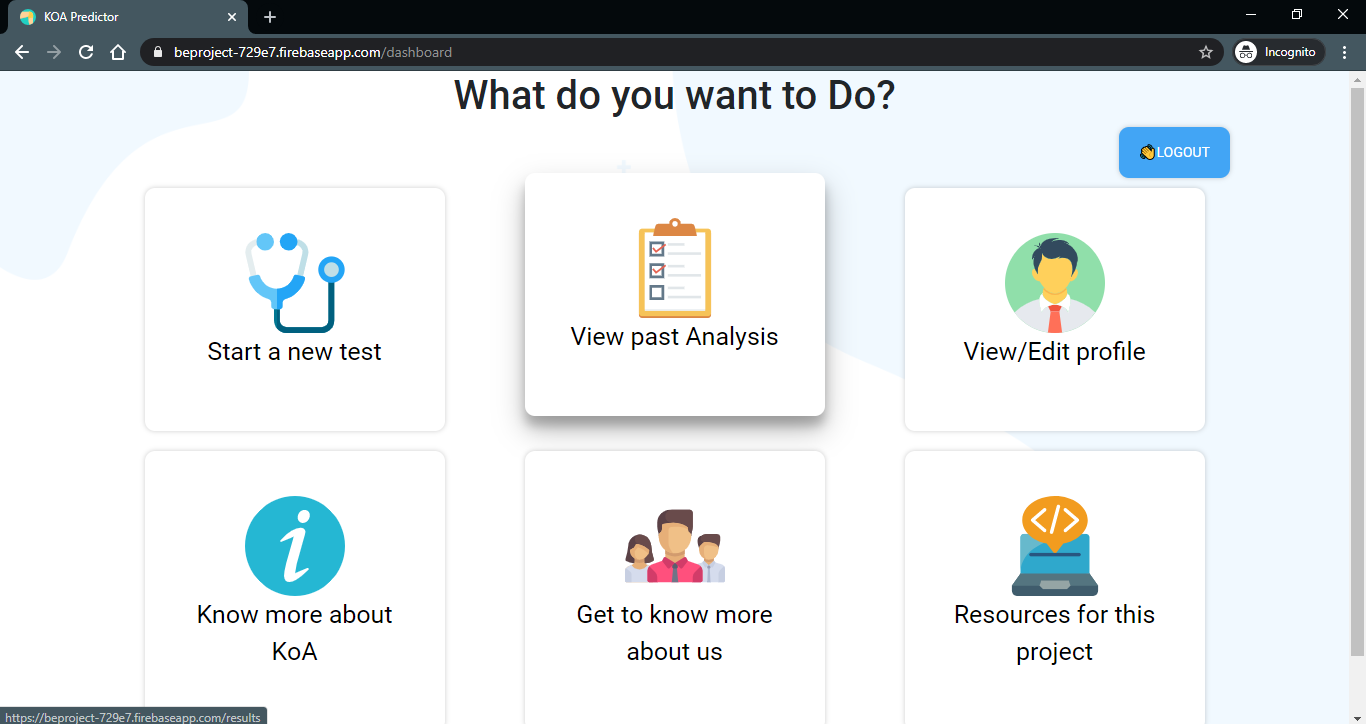 KOA Predictor
beproject-729e7.firebaseapp.com/dashboard
Incognito
What do you want to Do?
👏LOGOUT
Start a new test
View past Analysis
View/Edit profile
i
</>
Know more about
KoA
Get to know more
about us
Resources for this
project
https://beproject-729e7.firebaseapp.com/results